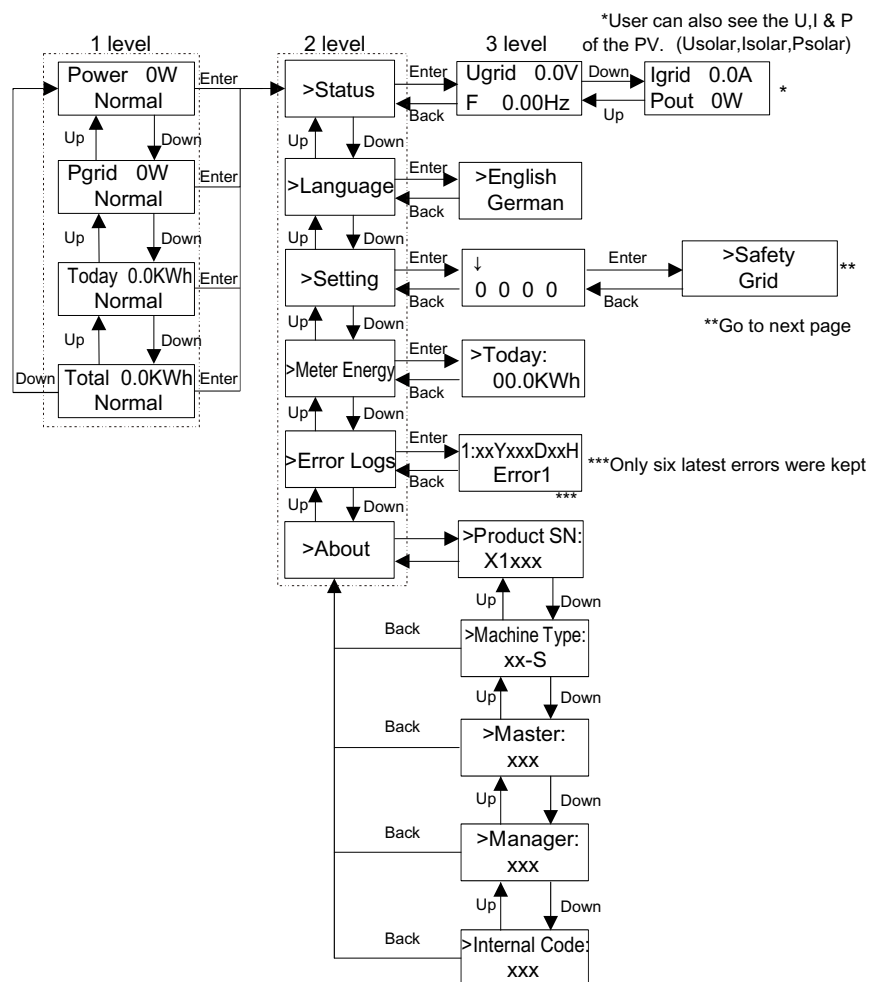 *User can also see the U,I & P
of the PV. (Usolar,Isolar,Psolar)
1 level
2 level
3 level
Power 0W
Normal
Enter
Up
Down
Pgrid 0W
Normal
Enter
Up
Down
Today 0.0KWh
Normal
Enter
Up
Down
Down
Total 0.0KWh
Normal
Enter
>Status
Enter
Back
Ugrid 0.0V
F 0.00Hz
Down
Up
Igrid 0.0A
Pout 0W
*
Up
Down
>Language
Enter
Back
>English
German
Up
Down
>Setting
Enter
Back
↓
0 0 0 0
Enter
Back
>Safety
Grid
**
**Go to next page
Up
Down
>Meter Energy
Enter
Back
>Today:
00.0KWh
Up
Down
>Error Logs
Enter
Back
1:xxYxxxDxxH
Error1
***
***Only six latest errors were kept
Up
Down
>About
>Product SN:
X1xxx
Up
Down
Back
>Machine Type:
xx-S
Up
Down
Back
>Master:
xxx
Up
Down
Back
>Manager:
xxx
Up
Down
Back
>Internal Code:
xxx